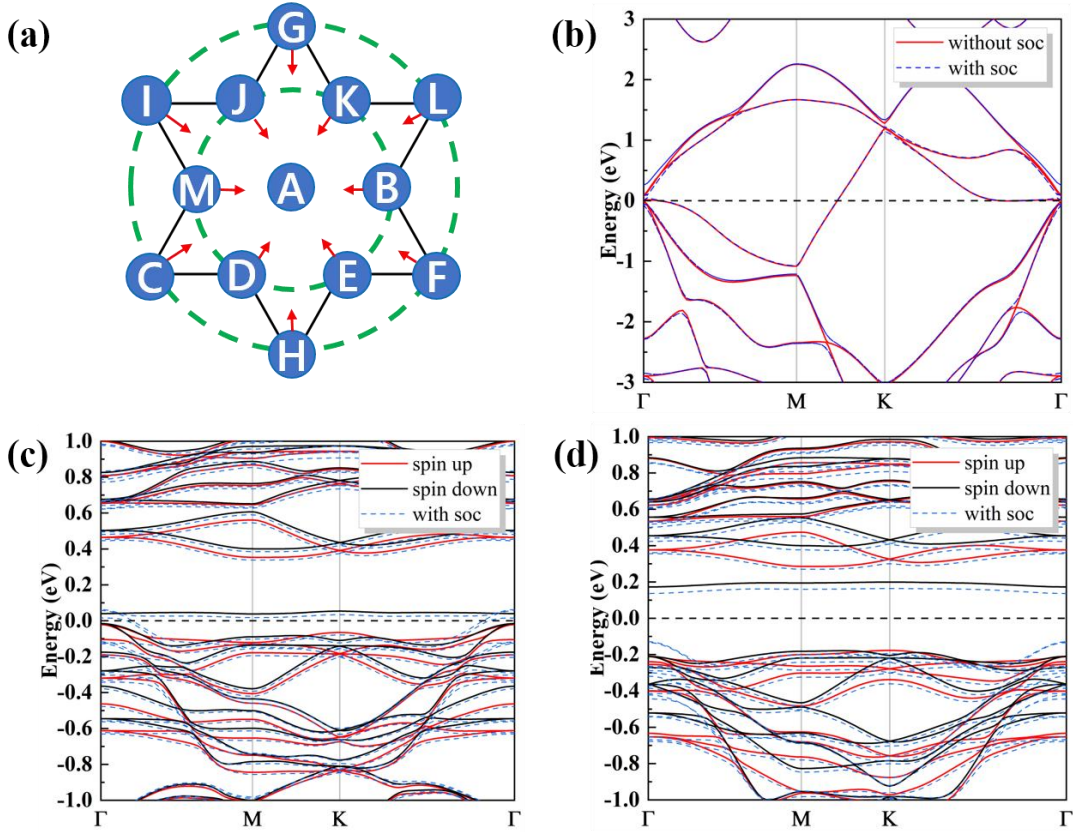 (a)
G
I
J
K
L
M
A
B
C
D
E
F
H
(b)
3
2
1
0
-1
-2
-3
Energy (eV)
without soc
with soc
Γ
M
K
Γ
(c)
1.0
0.8
0.6
0.4
0.2
0.0
-0.2
-0.4
-0.6
-0.8
-1.0
Energy (eV)
spin up
spin down
with soc
Γ
M
K
Γ
(d)
1.0
0.8
0.6
0.4
0.2
0.0
-0.2
-0.4
-0.6
-0.8
-1.0
Energy (eV)
spin up
spin down
with soc
Γ
M
K
Γ